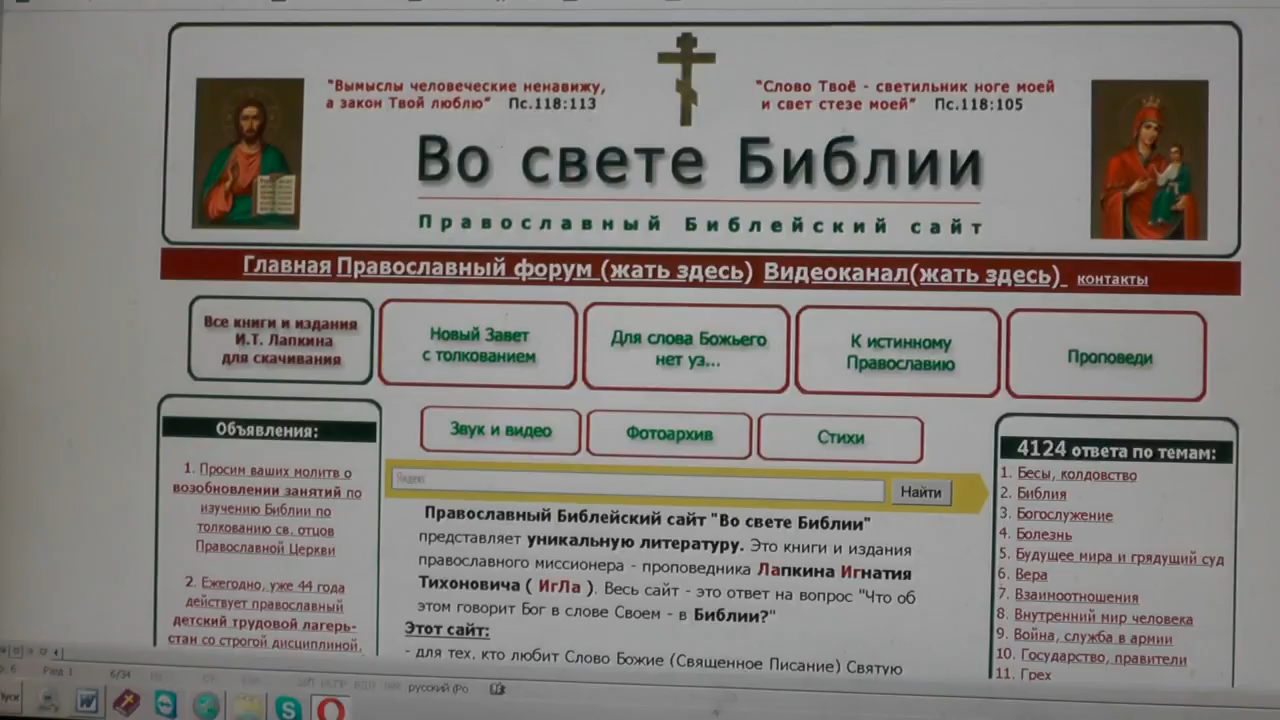 "Вымыслы человеческие ненавижу,
а закон Твой люблю" Пс.118:113
"Слово Твоё - светильник ноге моей
и свет стезе моей" Пс.118:105
Во свете Библии
Православный Библейский сайт
Главная Православный форум (жать здесь) Видеоканал(жать здесь) контакты
Все книги и издания
И.Т. Лапкина
для скачивания
Новый Завет
с толкованием
Для слова Божьего
нет уз...
К истинному
Православию
Проповеди
Звук и видео
Фотоархив
Стихи
Объявления:
1. Просим ваших молитв о
возобновлении занятий по
изучению Библии по
толкованию св. отцов
Православной Церкви
2. Ежегодно, уже 44 года
действует православный
детский трудовой лагерь-
стан со строгой дисциплиной,
Яндекс
Найти
Православный Библейский сайт "Во свете Библии"
представляет уникальную литературу. Это книги и издания
православного миссионера - проповедника Лапкина Игнатия
Тихоновича ( ИгЛа ). Весь сайт - это ответ на вопрос "Что об
этом говорит Бог в слове Своем - в Библии?"
Этот сайт:
- для тех, кто любит Слово Божие (Священное Писание) Святую
4124 ответа по темам:
1. Бесы, колдовство
2. Библия
3. Богослужение
4. Болезнь
5. Будущее мира и грядущий суд
6. Вера
7. Взаимоотношения
8. Внутренний мир человека
9. Война, служба в армии
10. Государство, правители
11. Грех
Разд 1
6/34
русский (Ро